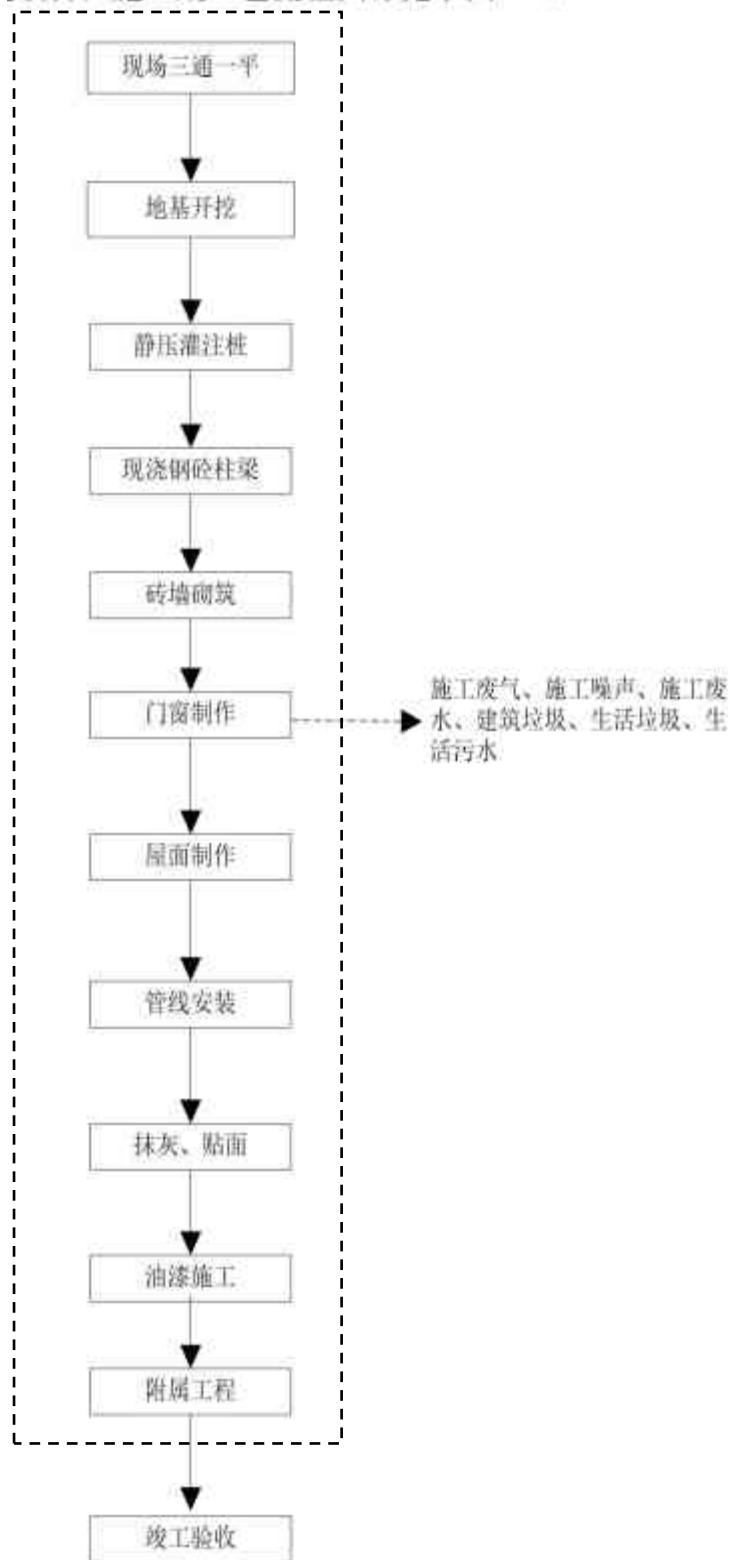 现场三通一平
地基开挖
静压灌注桩
现浇钢砼柱梁
砖墙砌筑
门窗制作
施工废气、施工噪声、施工废
水、建筑垃圾、生活垃圾、生
活污水
屋面制作
管线安装
抹灰、贴面
油漆施工
附属工程
竣工验收